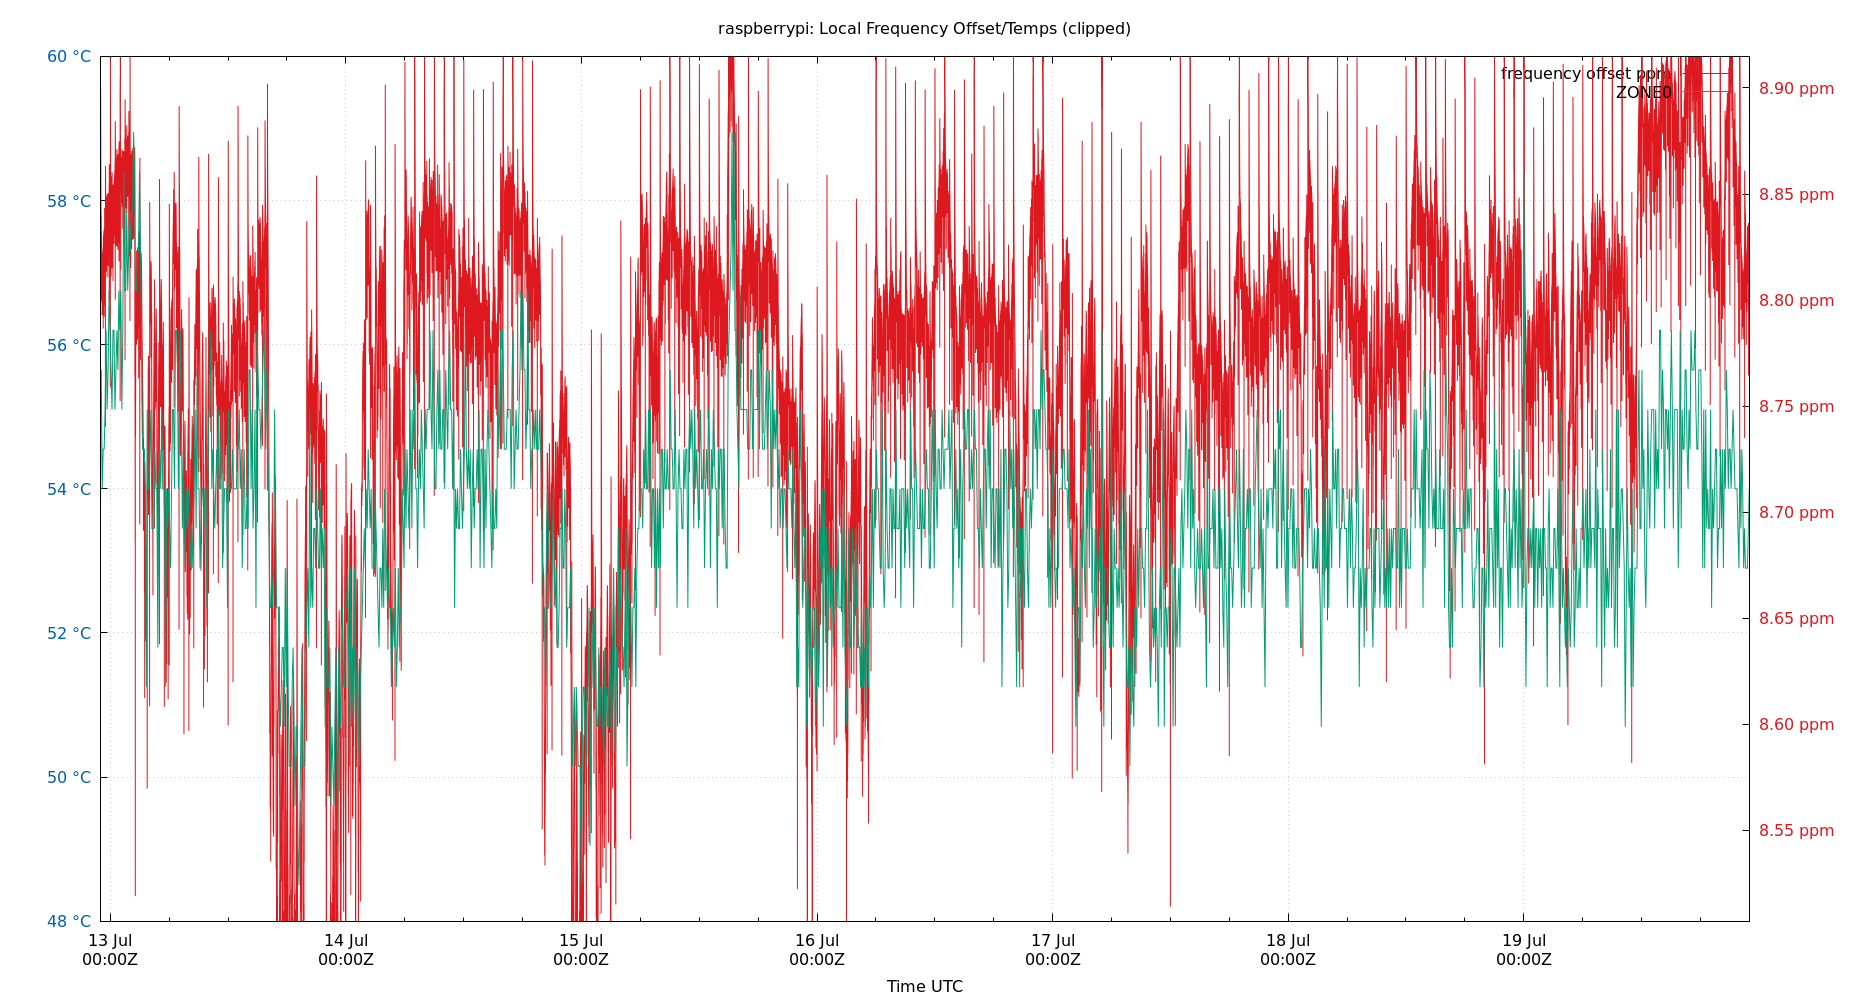 raspberrypi: Local Frequency Offset/Temps (clipped)
frequency offset ppm
ZONE0
60 °C
58 °C
56 °C
54 °C
52 °C
50 °C
48 °C
8.90 ppm
8.85 ppm
8.80 ppm
8.75 ppm
8.70 ppm
8.65 ppm
8.60 ppm
8.55 ppm
13 Jul 14 Jul 15 Jul 16 Jul 17 Jul 18 Jul 19 Jul
00:00Z 00:00Z 00:00Z 00:00Z 00:00Z 00:00Z 00:00Z
Time UTC